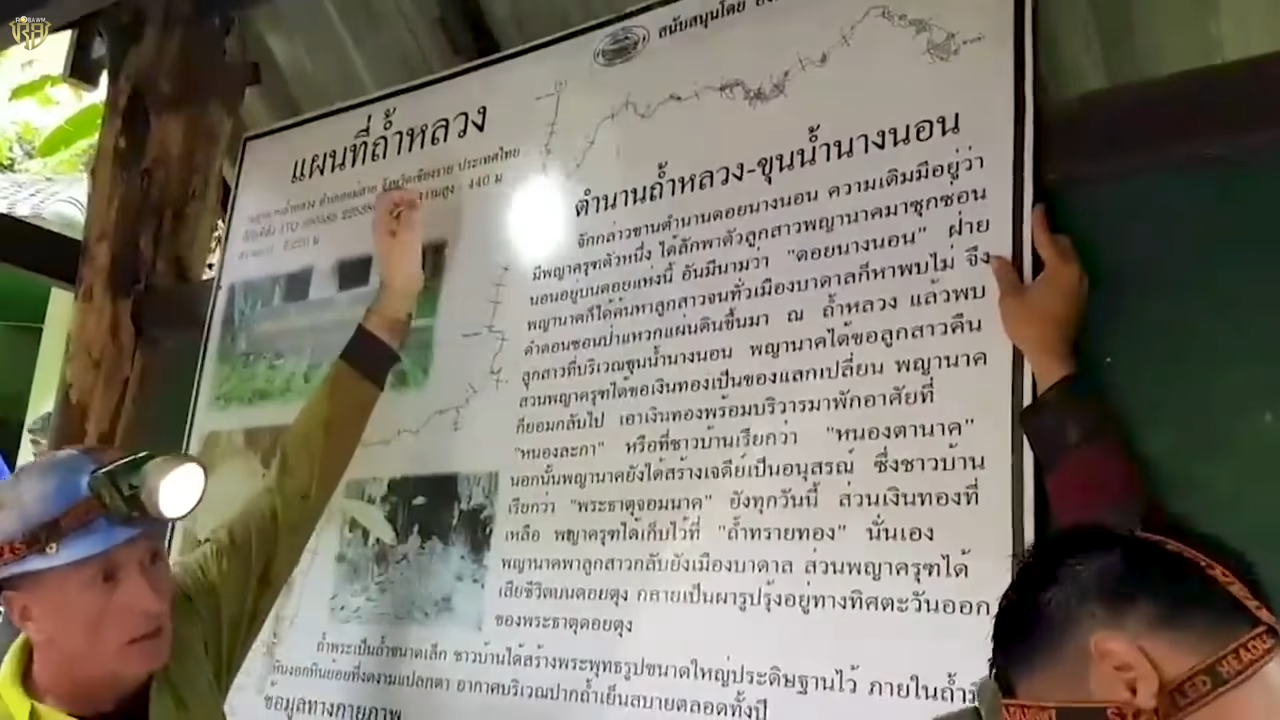 สนับสนุนโดย
แผนที่ถ้ำหลวง
อำเภอแม่สาย จังหวัดเชียงราย ประเทศไทย
440 ม
ตำนานถ้ำหลวง-ขุนน้ำนางนอน
จักกล่าวขานตำนานดอยนางนอน ความเดิมมีอยู่ว่า
มีพญาครุฑตัวหนึ่ง ได้ลักพาตัวลูกสาวพญานาคมาซุกซ่อน
นอนอยู่บนดอยแห่งนี้ อันมีนามว่า "ดอยนางนอน" ฝ่าย
พญานาคก็ได้ค้นหาลูกสาวจนทั่วเมืองบาดาลก็หาพบไม่ จึง
ดำดอนซอนป่าแหวกแผ่นดินขึ้นมา ณ ถ้ำหลวง แล้วพบ
ลูกสาวที่บริเวณขุนน้ำนางนอน พญานาคได้ขอลูกสาวคืน
ส่วนพญาครุฑได้ขอเงินทองเป็นของแลกเปลี่ยน พญานาค
ก็ยอมกลับไป เอาเงินทองพร้อมบริวารมาพักอาศัยที่
"หนองละกา" หรือที่ชาวบ้านเรียกว่า "หนองตานาค"
นอกนั้นพญานาคยังได้สร้างเจดีย์เป็นอนุสรณ์ ซึ่งชาวบ้าน
เรียกว่า "พระธาตุจอมนาค" ยังทุกวันนี้ ส่วนเงินทองที่
เหลือ พญาครุฑได้เก็บไว้ที่ "ถ้ำทรายทอง" นั่นเอง
พญานาคพาลูกสาวกลับยังเมืองบาดาล ส่วนพญาครุฑได้
เสียชีวิตบนดอยตุง กลายเป็นผารูปรุ้งอยู่ทางทิศตะวันออก
ของพระธาตุดอยตุง
ถ้ำพระเป็นถ้ำขนาดเล็ก ชาวบ้านได้สร้างพระพุทธรูปขนาดใหญ่ประดิษฐานไว้ ภายในถ้ำ
หินงอกหินย้อยที่งดงามแปลกตา อากาศบริเวณปากถ้ำเย็นสบายตลอดทั้งปี
ข้อมูลทางกายภาพ
LED HEADL